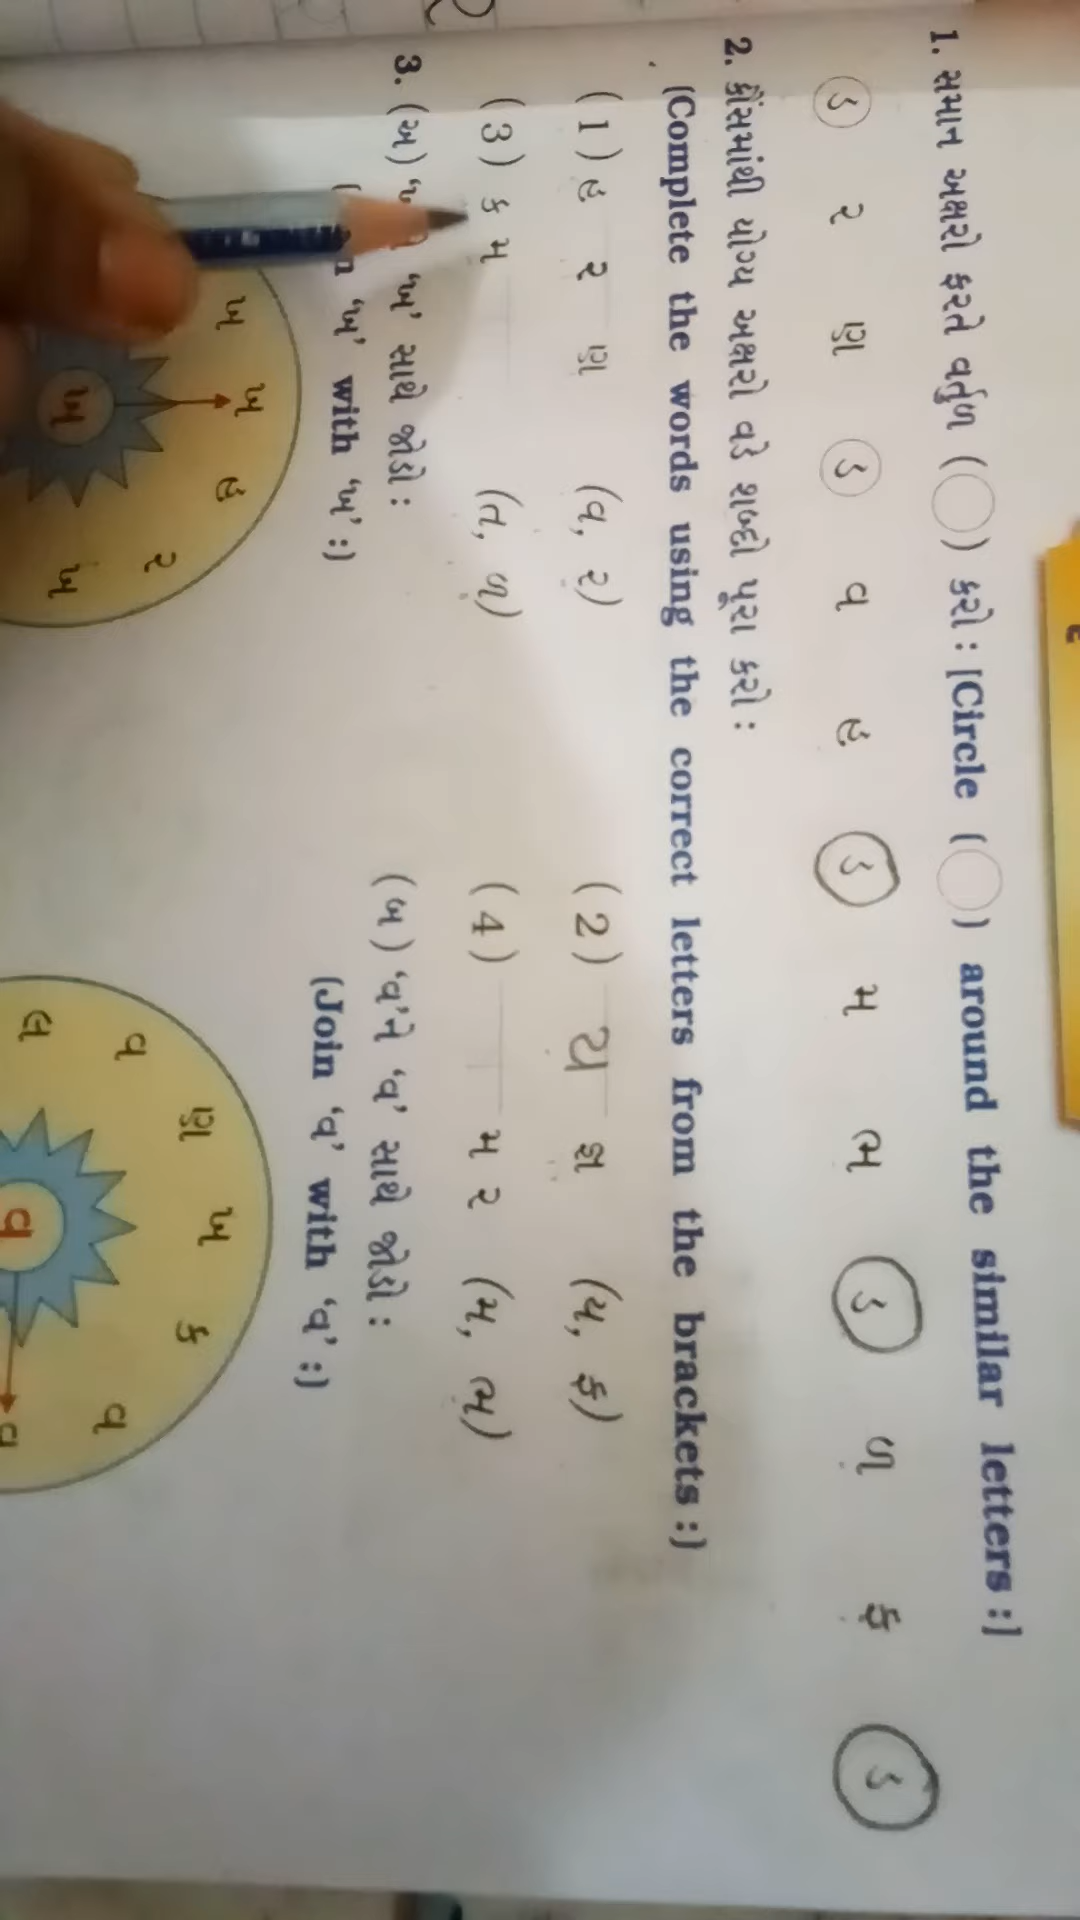 1. સમાન અક્ષરો ફરતે વર્તુળ (○) કરો : [Circle (○) around the similar letters :]
ડ ર ણ ડ વ હ ડ મ ભ ડ ળ ફ ડ
2. કૌંસમાંથી યોગ્ય અક્ષરો વડે શબ્દો પૂરા કરો :
(Complete the words using the correct letters from the brackets :)
(1) હ ર ણ (વ, ર) (2) ય જ્ઞ (ય, ફ)
(3) ક મ (ત, ળ) (4) મ ર (મ, ભ)
3. (અ) 'ખ' સાથે જોડો : (બ) 'વ'ને 'વ' સાથે જોડો :
'ખ' with 'ખ' :) (Join 'વ' with 'વ' :)
ખ ખ હ ર ખ
ખ
લ વ ણ ખ ક વ વ
વ